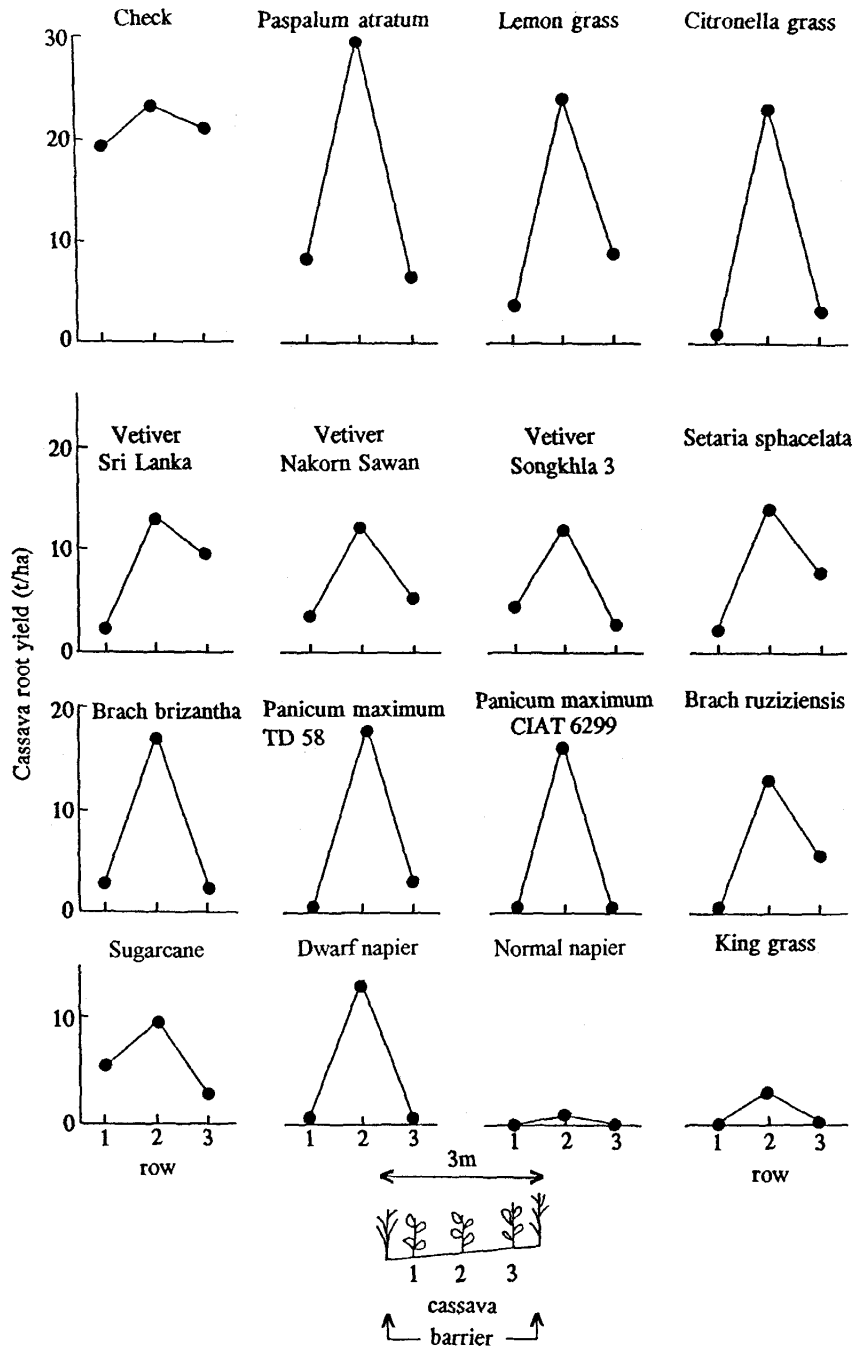 Check
Paspalum atratum
Lemon grass
Citronella grass
30
20
10
0
Vetiver
Sri Lanka
Vetiver
Nakorn Sawan
Vetiver
Songkhla 3
Setaria sphacelata
20
10
0
Cassava root yield (t/ha)
Brach brizantha
Panicum maximum
TD 58
Panicum maximum
CIAT 6299
Brach ruziziensis
20
10
0
Sugarcane
Dwarf napier
Normal napier
King grass
10
0
1 2 3
1 2 3
1 2 3
1 2 3
row
row
3m
1 2 3
cassava
barrier